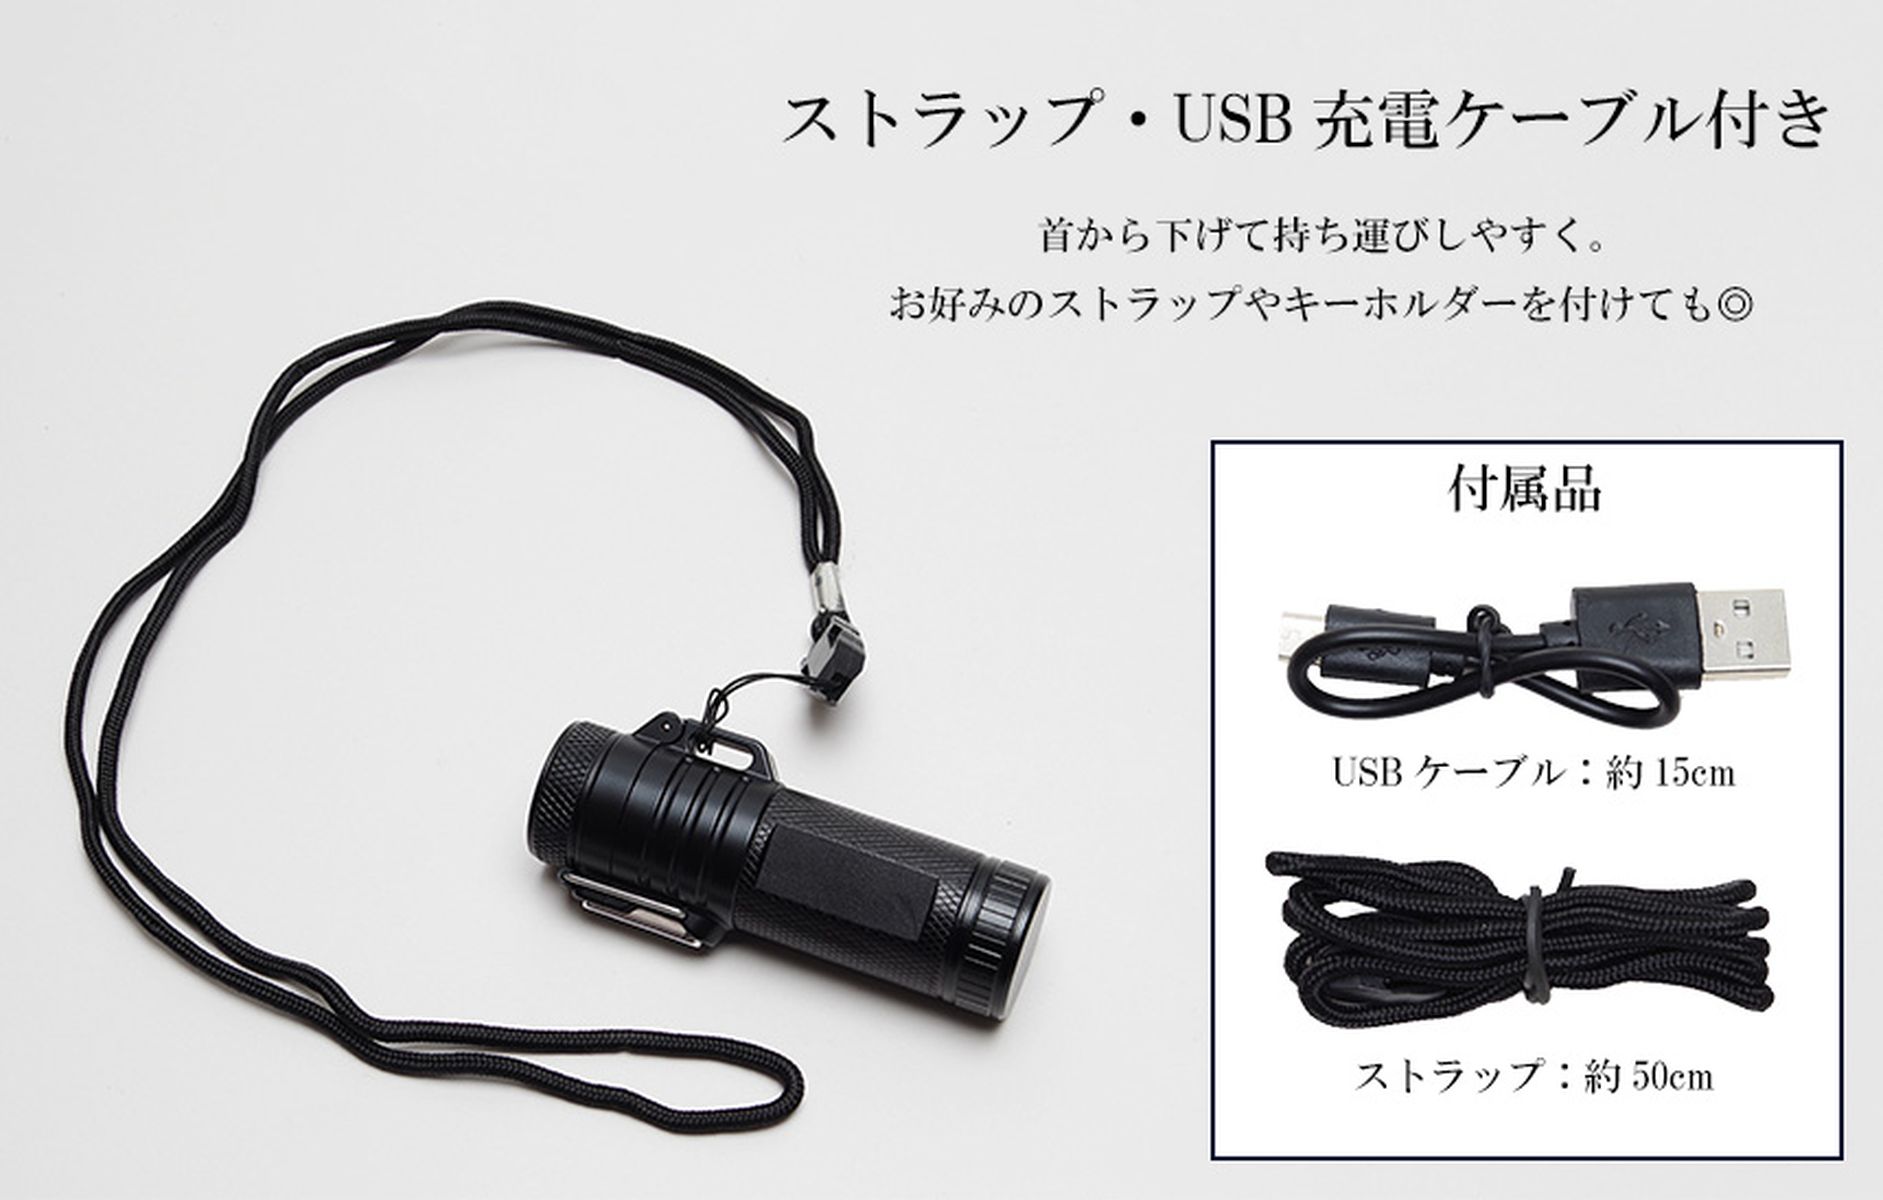 ストラップ・USB 充電ケーブル付き
首から下げて持ち運びしやすく。
お好みのストラップやキーホルダーを付けても◎
付属品
USB ケーブル：約 15cm
ストラップ：約 50cm